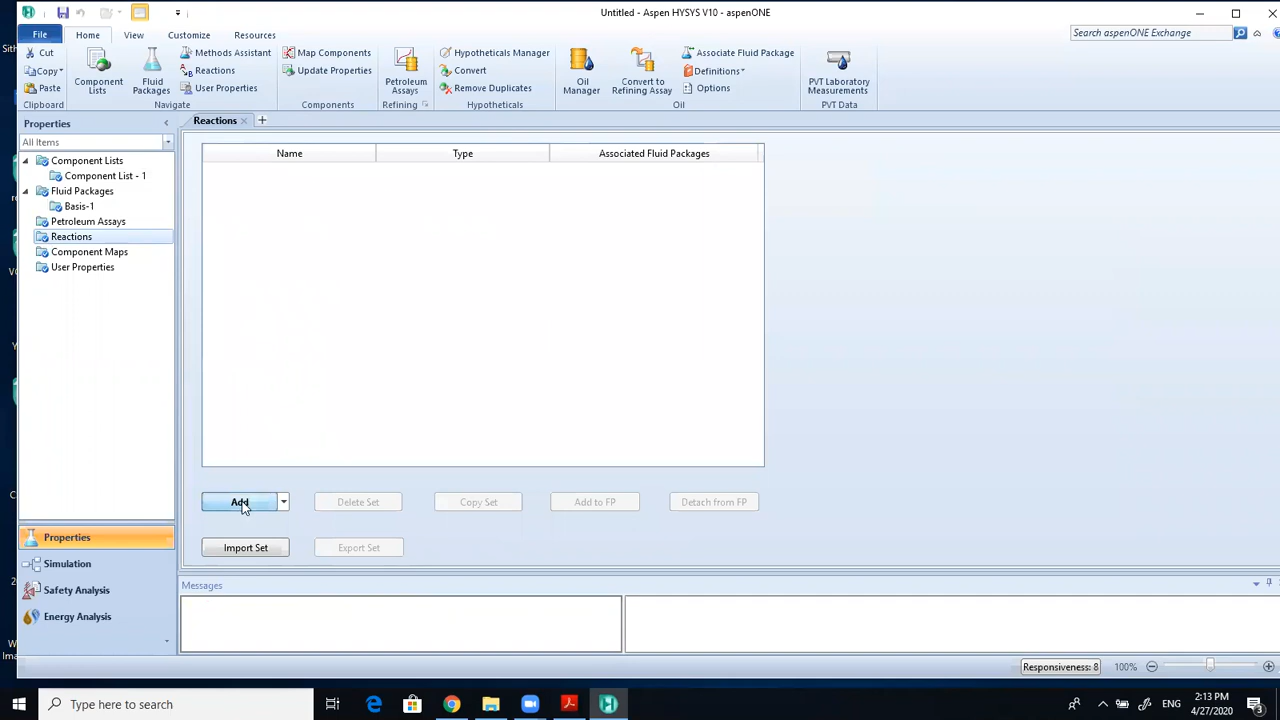 Untitled - Aspen HYSYS V10 - aspenONE
File Home View Customize Resources
Search aspenONE Exchange
Cut
Copy
Paste
Clipboard
Component Lists
Fluid Packages
Methods Assistant
Reactions
User Properties
Navigate
Map Components
Update Properties
Components
Petroleum Assays
Refining
Hypotheticals Manager
Convert
Remove Duplicates
Hypotheticals
Oil Manager
Convert to Refining Assay
Associate Fluid Package
Definitions
Options
Oil
PVT Laboratory Measurements
PVT Data
Properties
All Items
Component Lists
Component List - 1
Fluid Packages
Basis-1
Petroleum Assays
Reactions
Component Maps
User Properties
Properties
Simulation
Safety Analysis
Energy Analysis
Reactions
Name Type Associated Fluid Packages
Add Delete Set Copy Set Add to FP Detach from FP
Import Set Export Set
Messages
Responsiveness: 8 100%
Type here to search
ENG
2:13 PM
4/27/2020